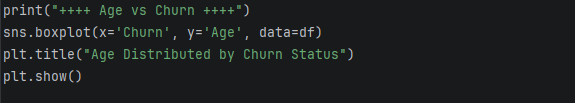 print("++++ Age vs Churn ++++")
sns.boxplot(x='Churn', y='Age', data=df)
plt.title("Age Distributed by Churn Status")
plt.show()